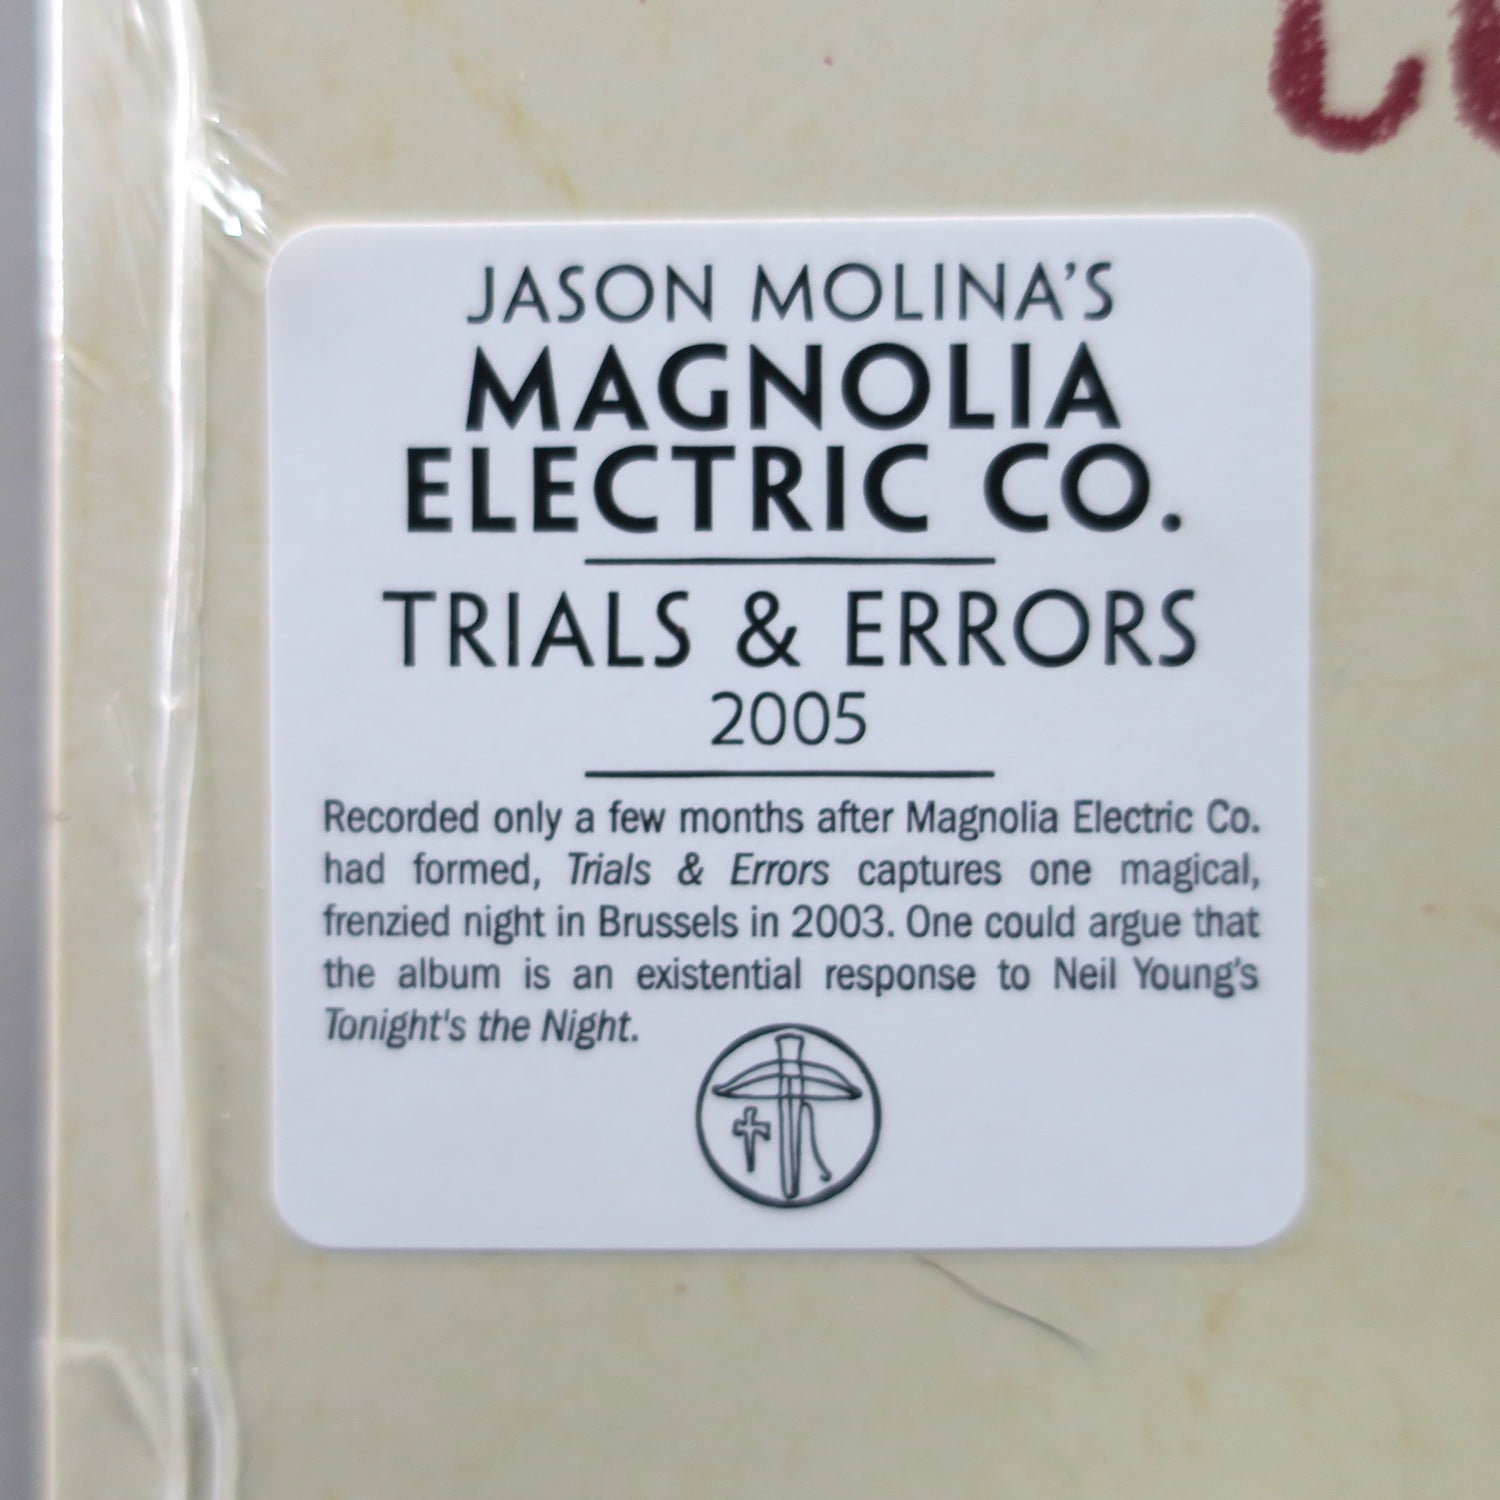 JASON MOLINA'S
MAGNOLIA
ELECTRIC CO.
TRIALS & ERRORS
2005
Recorded only a few months after Magnolia Electric Co.
had formed, Trials & Errors captures one magical,
frenzied night in Brussels in 2003. One could argue that
the album is an existential response to Neil Young's
Tonight's the Night.